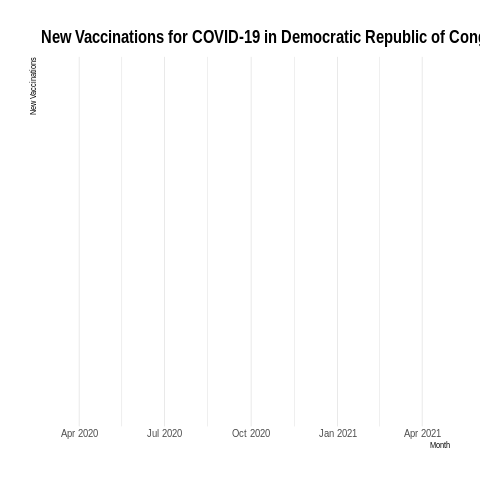 New Vaccinations for COVID-19 in Democratic Republic of Cong
New Vaccinations
Apr 2020 Jul 2020 Oct 2020 Jan 2021 Apr 2021
Month